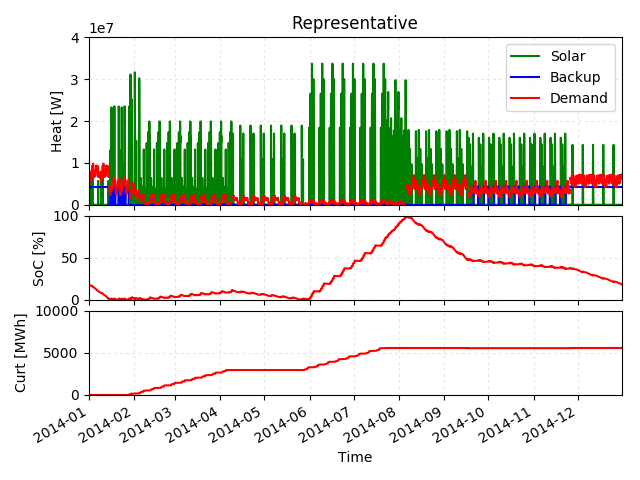 Representative
1e7
4
3
2
1
0
Heat [W]
Solar
Backup
Demand
100
50
0
SoC [%]
10000
5000
0
Curt [MWh]
2014-01
2014-02
2014-03
2014-04
2014-05
2014-06
2014-07
2014-08
2014-09
2014-10
2014-11
2014-12
Time